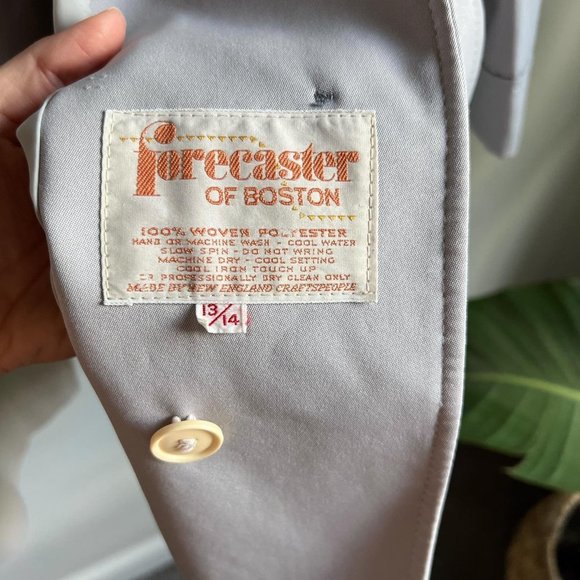 forecaster
OF BOSTON
100% WOVEN POLYESTER
HAND OR MACHINE WASH - COOL WATER
SLOW SPIN - DO NOT WRING
MACHINE DRY - COOL SETTING
COOL IRON TOUCH UP
OR PROFESSIONALLY DRY CLEAN ONLY
MADE BY NEW ENGLAND CRAFTSPEOPLE
13/14